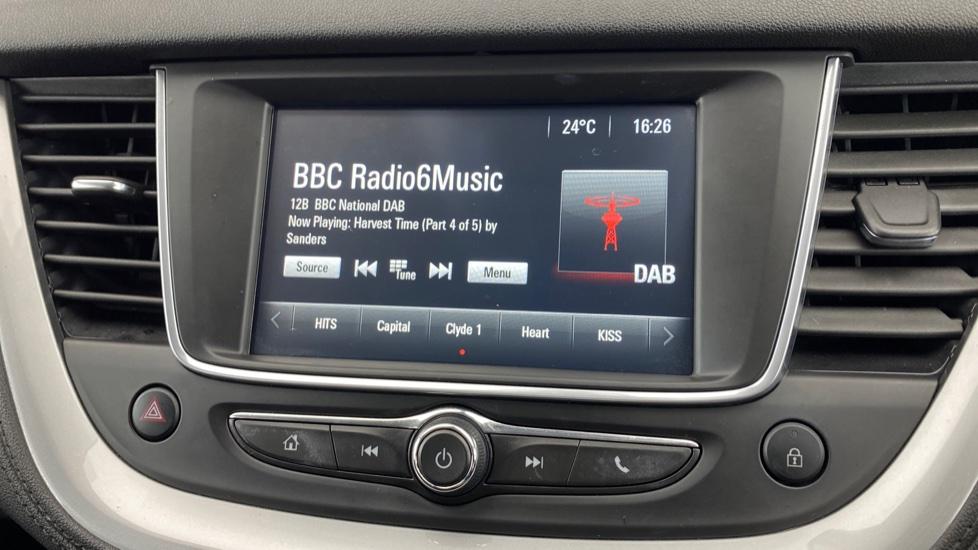 24°C 16:26
BBC Radio6Music
12B BBC National DAB
Now Playing: Harvest Time (Part 4 of 5) by
Sanders
Source Tune Menu
DAB
HITS Capital Clyde 1 Heart KISS